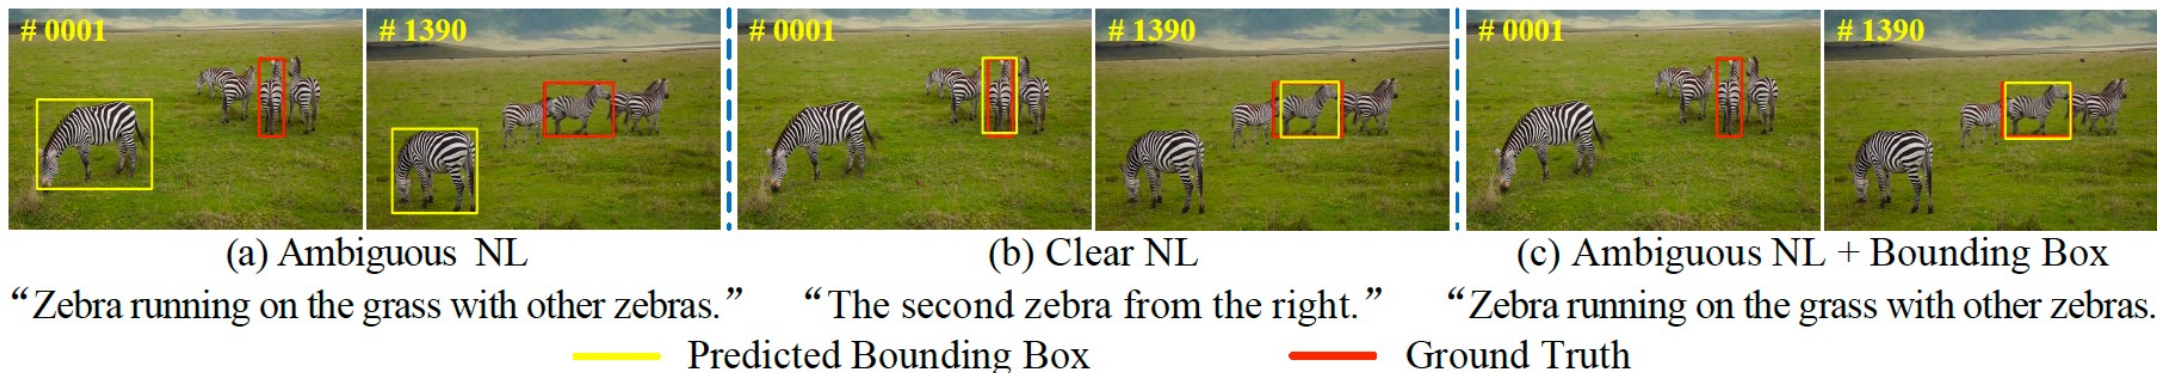 # 0001
# 1390
# 0001
# 1390
# 0001
# 1390
(a) Ambiguous NL
(b) Clear NL
(c) Ambiguous NL + Bounding Box
“Zebra running on the grass with other zebras.”
“The second zebra from the right.”
“Zebra running on the grass with other zebras.
Predicted Bounding Box
Ground Truth